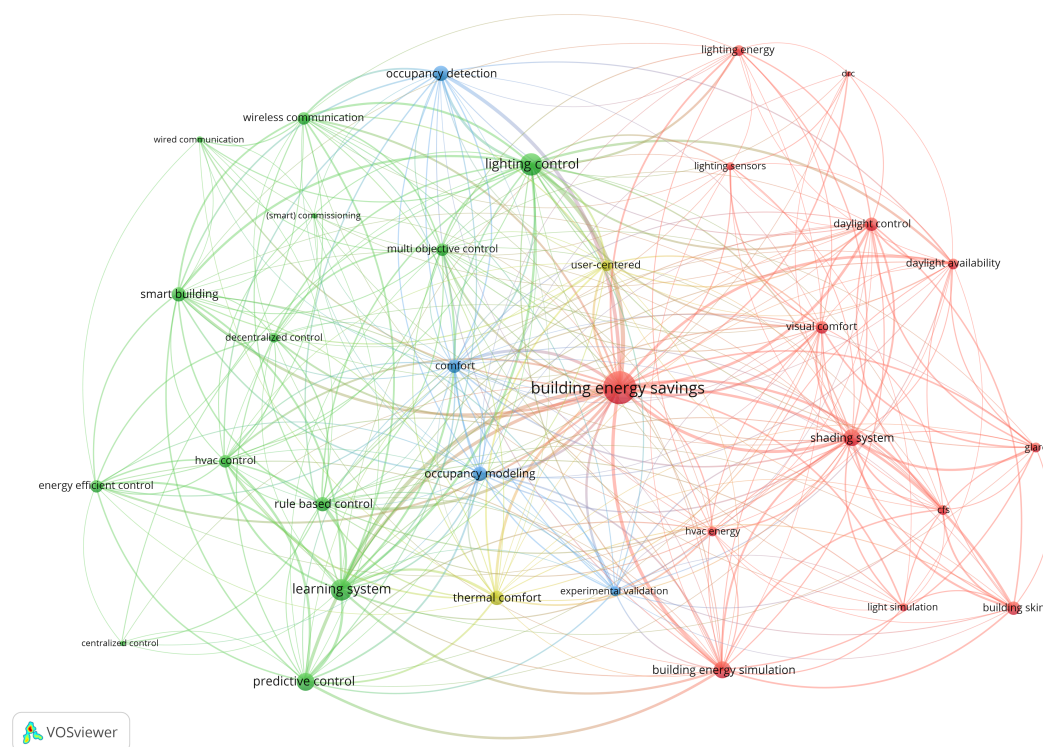 lighting energy
occupancy detection
drc
wireless communication
wired communication
lighting control
lighting sensors
(smart) commissioning
daylight control
multi objective control
user-centered
daylight availability
smart building
visual comfort
decentralized control
comfort
building energy savings
shading system
glar
hvac control
occupancy modeling
energy efficient control
rule based control
cfs
hvac energy
learning system
thermal comfort
experimental validation
light simulation
building skin
centralized control
building energy simulation
predictive control
VOSviewer